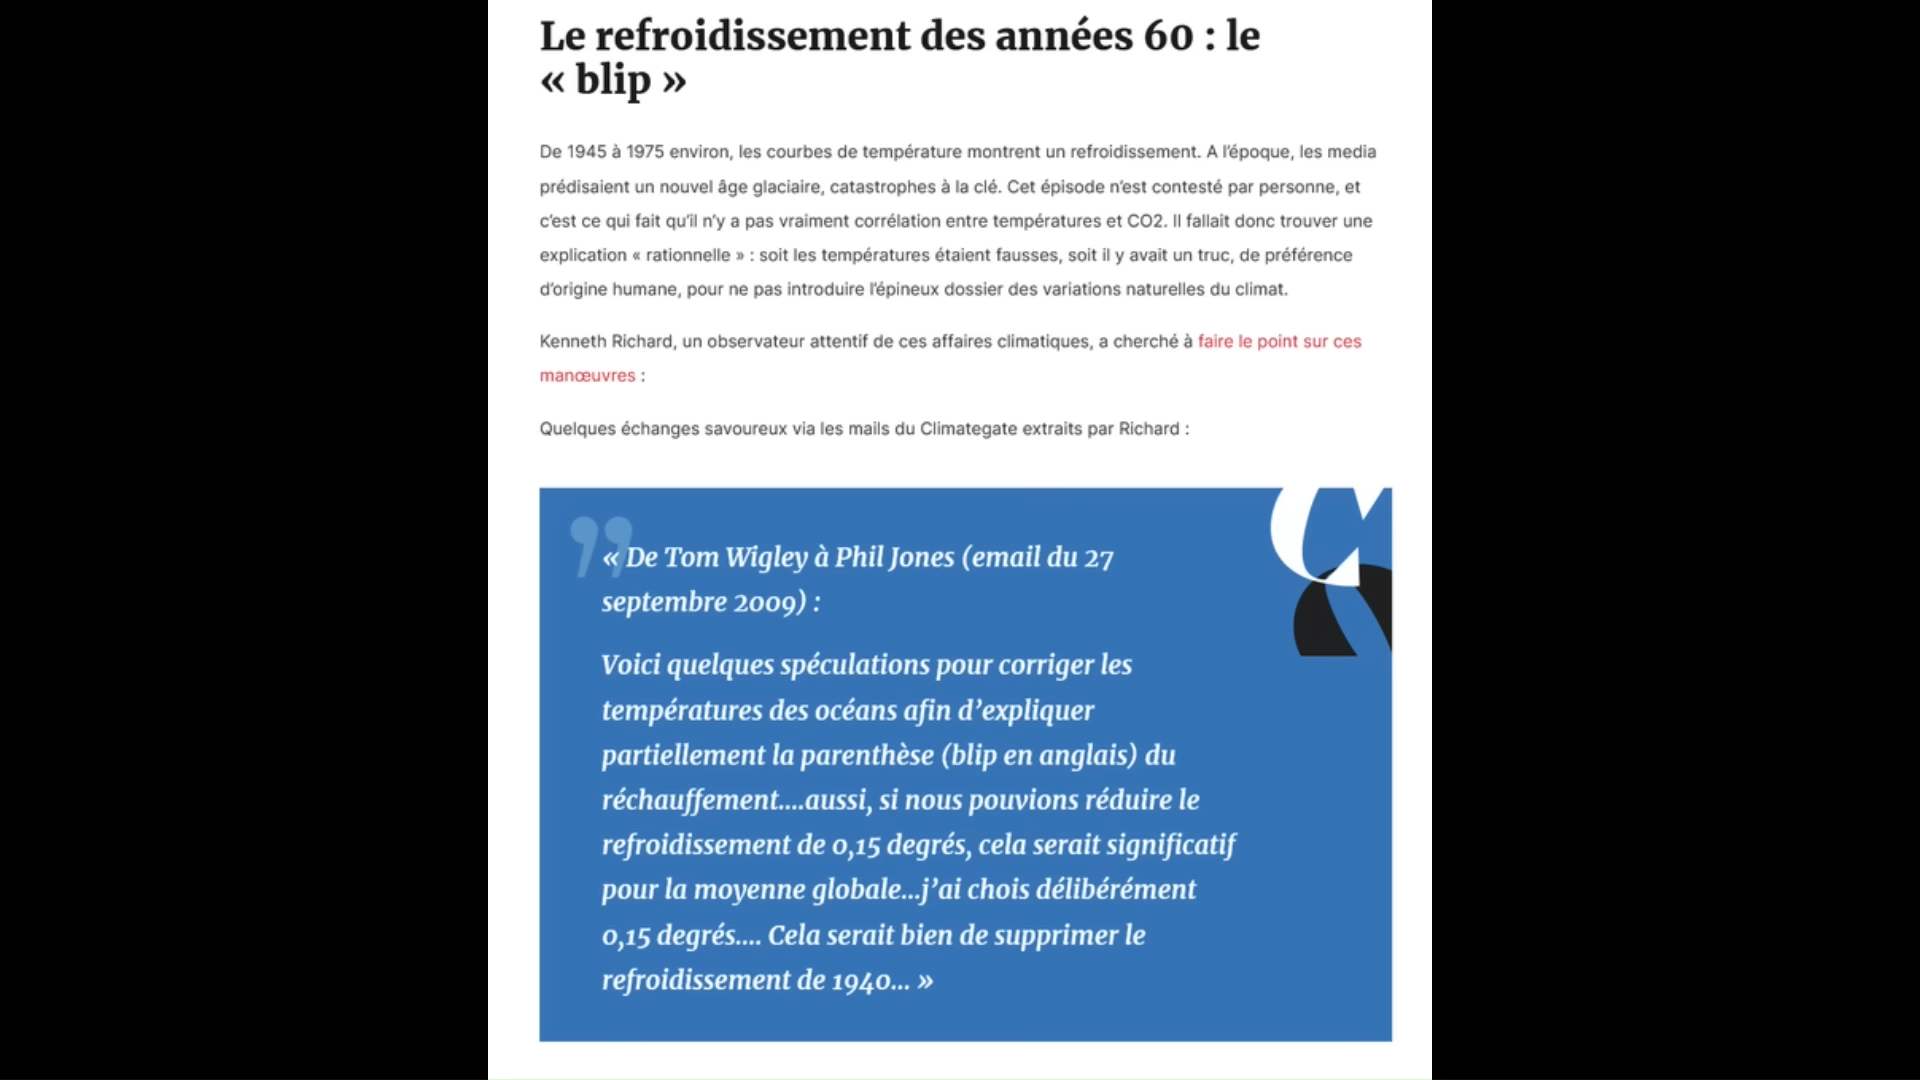 Le refroidissement des années 60 : le
« blip »
De 1945 à 1975 environ, les courbes de température montrent un refroidissement. A l’époque, les media
prédisaient un nouvel âge glaciaire, catastrophes à la clé. Cet épisode n’est contesté par personne, et
c’est ce qui fait qu’il n’y a pas vraiment corrélation entre températures et CO2. Il fallait donc trouver une
explication « rationnelle » : soit les températures étaient fausses, soit il y avait un truc, de préférence
d’origine humaine, pour ne pas introduire l’épineux dossier des variations naturelles du climat.
Kenneth Richard, un observateur attentif de ces affaires climatiques, a cherché à faire le point sur ces
manœuvres :
Quelques échanges savoureux via les mails du Climategate extraits par Richard :
« De Tom Wigley à Phil Jones (email du 27
septembre 2009) :
Voici quelques spéculations pour corriger les
températures des océans afin d’expliquer
partiellement la parenthèse (blip en anglais) du
réchauffement....aussi, si nous pouvions réduire le
refroidissement de 0,15 degrés, cela serait significatif
pour la moyenne globale...j’ai chois délibérément
0,15 degrés.... Cela serait bien de supprimer le
refroidissement de 1940... »